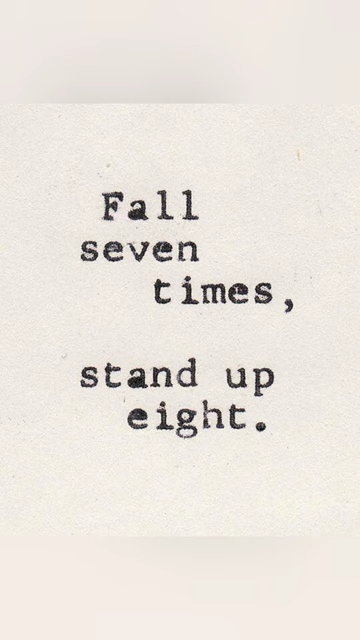 Fall
seven
times,
stand up
eight.